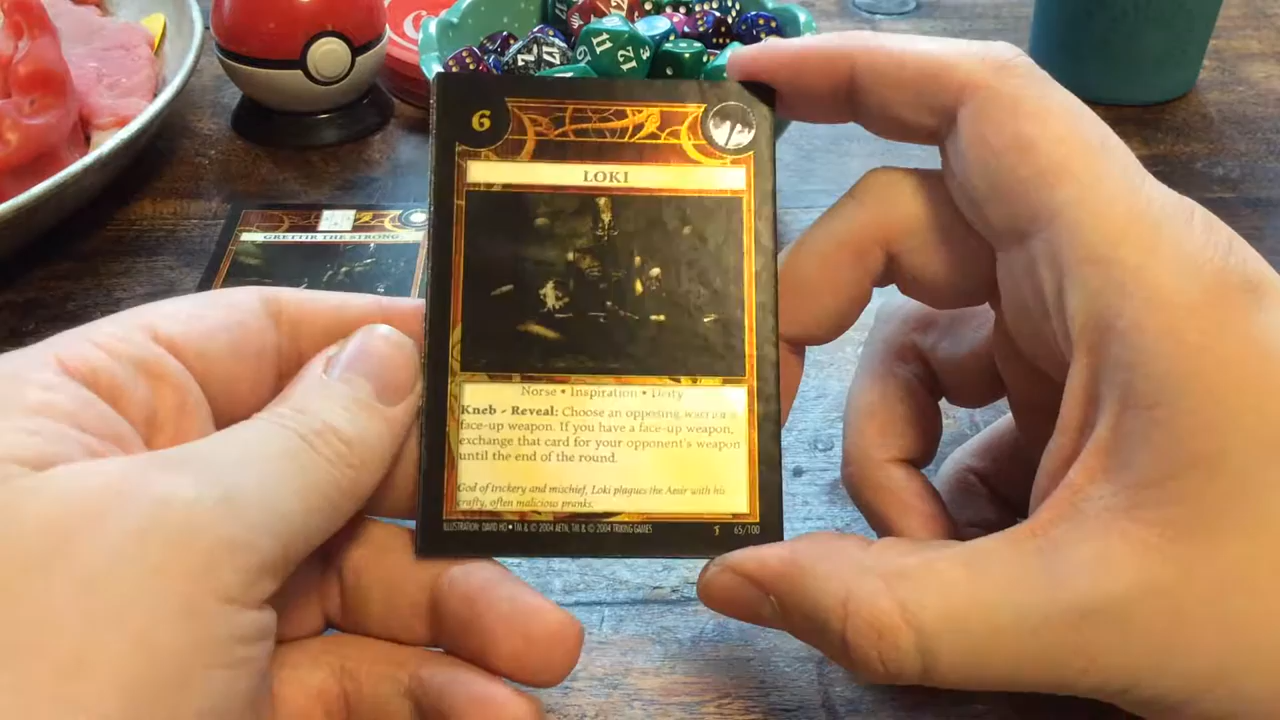 6
LOKI
GRETTIR THE STRONG
Norse • Inspiration • Deity
Kneb - Reveal: Choose an opposing warrior's
face-up weapon. If you have a face-up weapon,
exchange that card for your opponent's weapon
until the end of the round.
God of trickery and mischief, Loki plagues the Aesir with his
crafty, often malicious pranks.
ILLUSTRATION: DAVID HO • TM & © 2004 AETN, TM & © 2004 TRIKING GAMES
65/100
11
12
17